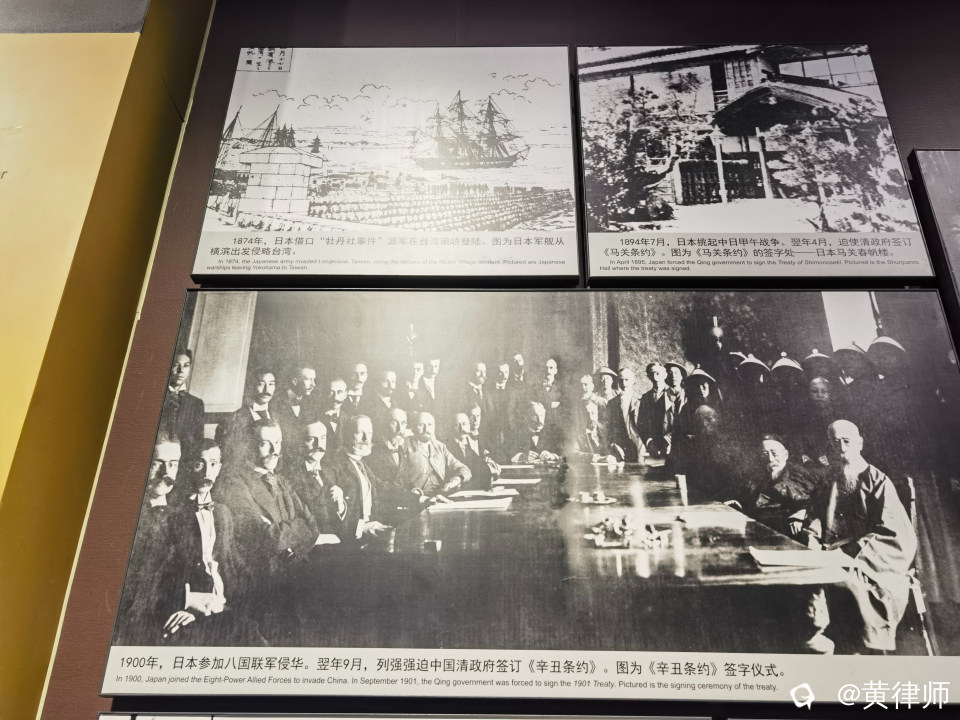 1874年，日本借口“牡丹社事件”派军在台湾琅峤登陆。图为日本军舰从
横滨出发侵略台湾。
In 1874, the Japanese army invaded Longkiauw, Taiwan, using the excuse of the Mudan Village Incident. Pictured are Japanese
warships leaving Yokohama to Taiwan.
1894年7月，日本挑起中日甲午战争。翌年4月，迫使清政府签订
《马关条约》。图为《马关条约》的签字处——日本马关春帆楼。
In April 1895, Japan forced the Qing government to sign the Treaty of Shimonoseki. Pictured is the Shunpanro
Hall where the treaty was signed.
1900年，日本参加八国联军侵华。翌年9月，列强强迫中国清政府签订《辛丑条约》。图为《辛丑条约》签字仪式。
In 1900, Japan joined the Eight-Power Allied Forces to invade China. In September 1901, the Qing government was forced to sign the 1901 Treaty. Pictured is the signing ceremony of the treaty.
@黄律师